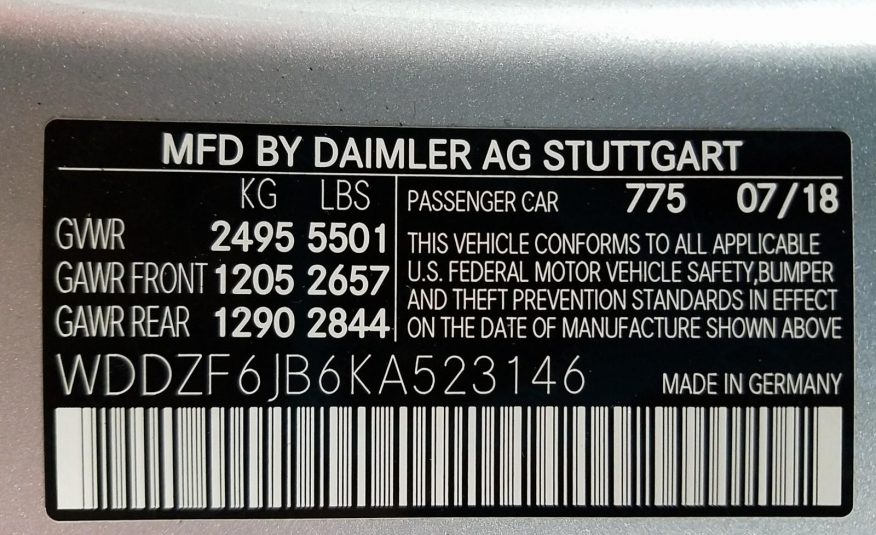 MFD BY DAIMLER AG STUTTGART
KG LBS
GVWR 2495 5501
GAWR FRONT 1205 2657
GAWR REAR 1290 2844
PASSENGER CAR 775 07/18
THIS VEHICLE CONFORMS TO ALL APPLICABLE
U.S. FEDERAL MOTOR VEHICLE SAFETY,BUMPER
AND THEFT PREVENTION STANDARDS IN EFFECT
ON THE DATE OF MANUFACTURE SHOWN ABOVE
WDDZF6JB6KA523146
MADE IN GERMANY